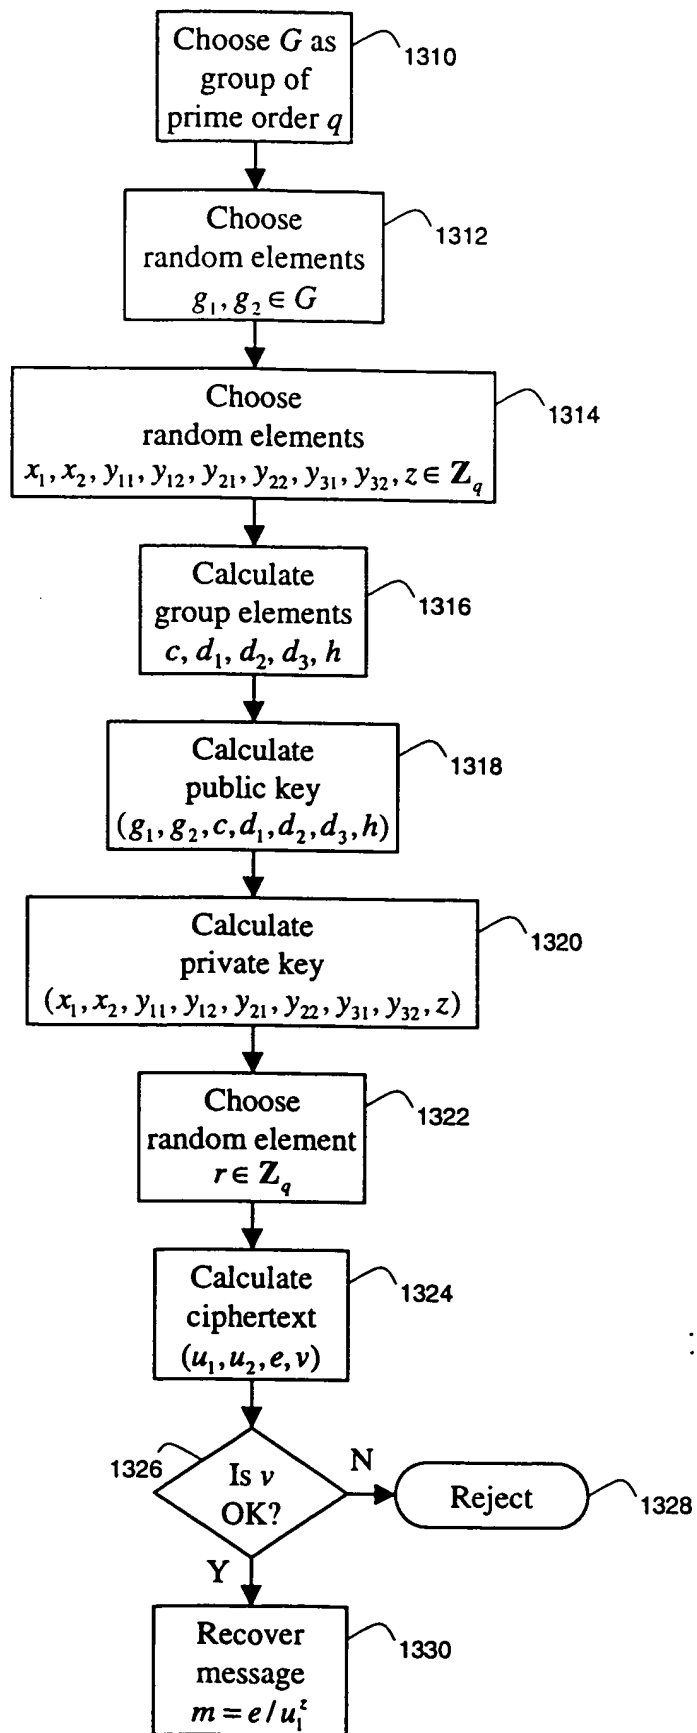 Choose G as
group of
prime order q
1310
Choose
random elements
g₁, g₂ ∈ G
1312
Choose
random elements
x₁, x₂, y₁₁, y₁₂, y₂₁, y₂₂, y₃₁, y₃₂, z ∈ Z_q
1314
Calculate
group elements
c, d₁, d₂, d₃, h
1316
Calculate
public key
(g₁, g₂, c, d₁, d₂, d₃, h)
1318
Calculate
private key
(x₁, x₂, y₁₁, y₁₂, y₂₁, y₂₂, y₃₁, y₃₂, z)
1320
Choose
random element
r ∈ Z_q
1322
Calculate
ciphertext
(u₁, u₂, e, v)
1324
1326
Is v
OK?
N
Reject
1328
Y
Recover
message
m = e / u₁ᶻ
1330